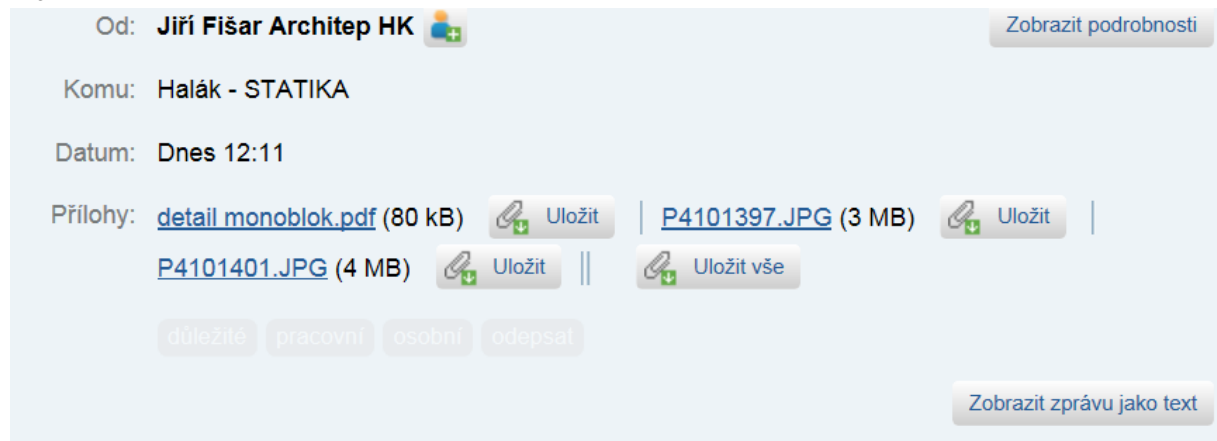 Od: Jiří Fišar Architep HK Zobrazit podrobnosti
Komu: Halák - STATIKA
Datum: Dnes 12:11
Přílohy: detail monoblok.pdf (80 kB) Uložit | P4101397.JPG (3 MB) Uložit |
P4101401.JPG (4 MB) Uložit || Uložit vše
důležité pracovní osobní odepsat
Zobrazit zprávu jako text